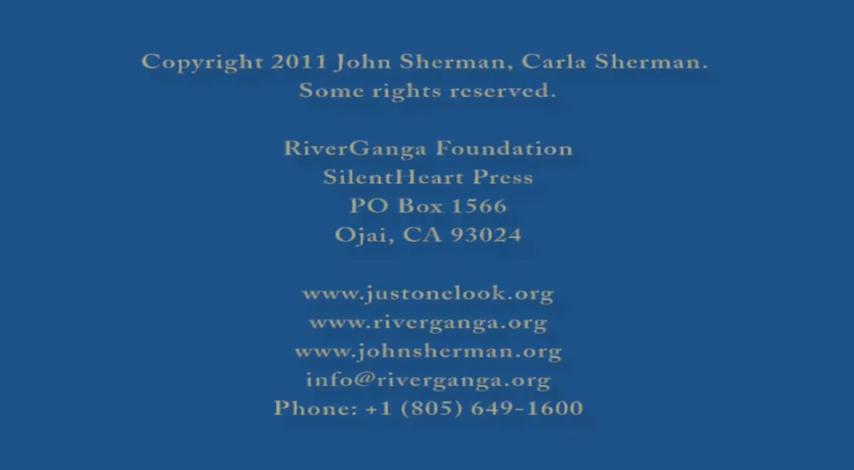 Copyright 2011 John Sherman, Carla Sherman.
Some rights reserved.
RiverGanga Foundation
SilentHeart Press
PO Box 1566
Ojai, CA 93024
www.justonelook.org
www.riverganga.org
www.johnsherman.org
info@riverganga.org
Phone: +1 (805) 649-1600